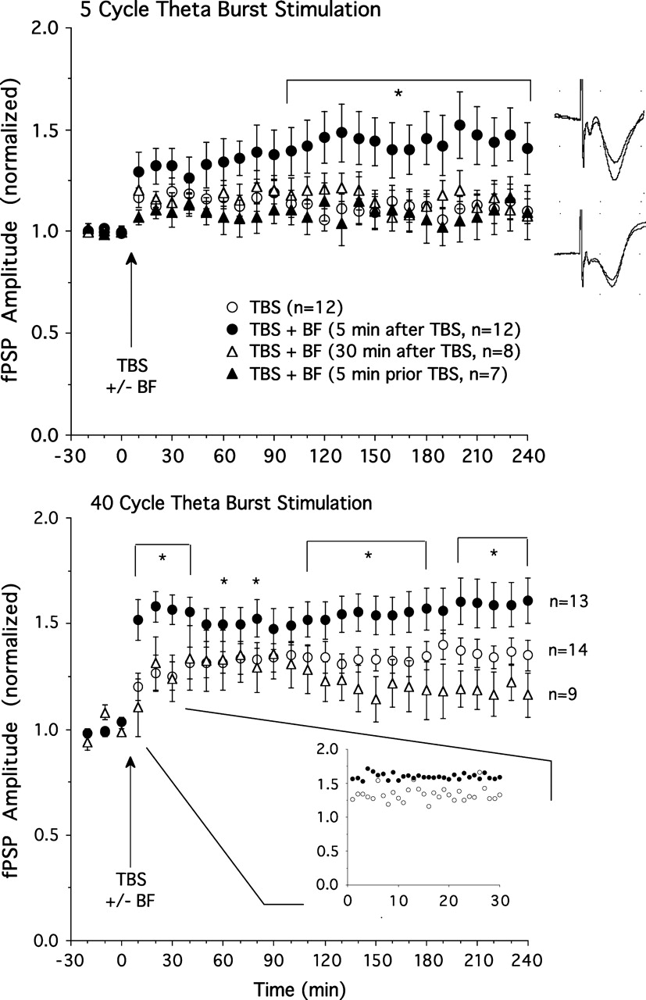 5 Cycle Theta Burst Stimulation
2.0
1.5
1.0
0.5
0.0
fPSP Amplitude (normalized)
*
TBS (n=12)
TBS + BF (5 min after TBS, n=12)
TBS + BF (30 min after TBS, n=8)
TBS + BF (5 min prior TBS, n=7)
TBS
+/- BF
-30 0 30 60 90 120 150 180 210 240
40 Cycle Theta Burst Stimulation
2.0
1.5
1.0
0.5
0.0
fPSP Amplitude (normalized)
*
* *
*
*
n=13
n=14
n=9
TBS
+/- BF
2.0
1.5
1.0
0.5
0.0
0 10 20 30
-30 0 30 60 90 120 150 180 210 240
Time (min)